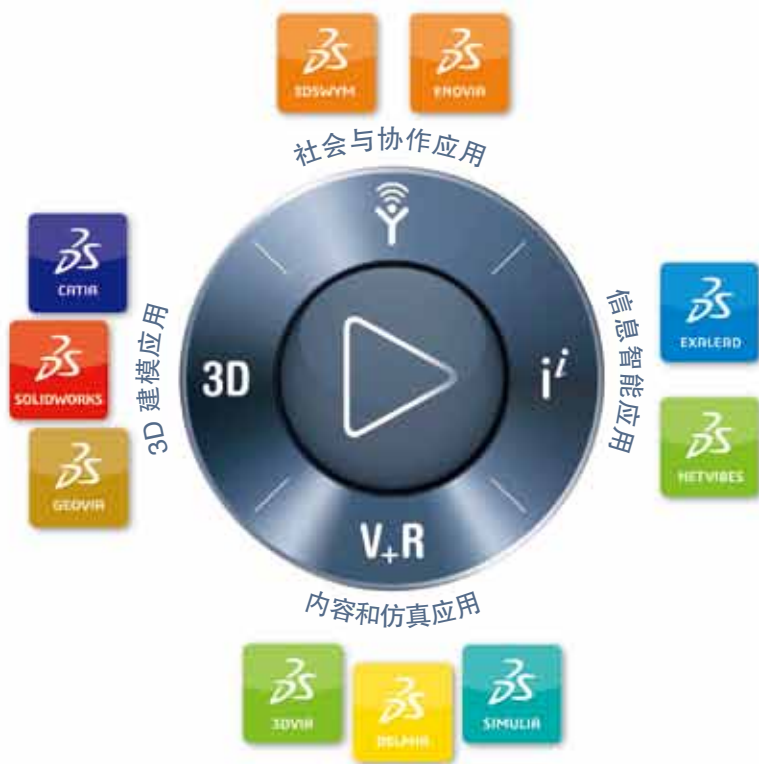 3DSWYM
ENOVIA
社会与协作应用
CATIA
SOLIDWORKS
GEOVIA
3D 建模应用
3D
i^i
V+R
信息智能应用
EXALEAD
NETVIBES
内容和仿真应用
3DVIA
DELMIA
SIMULIA